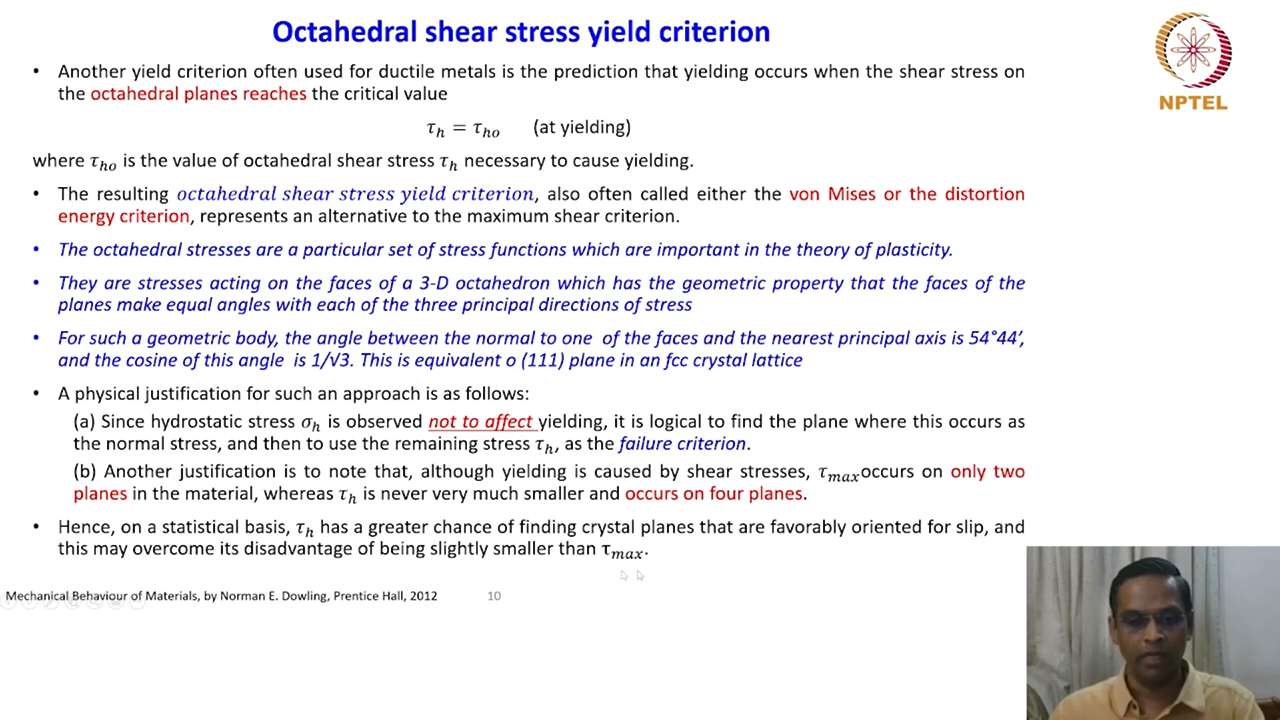 Octahedral shear stress yield criterion
NPTEL
• Another yield criterion often used for ductile metals is the prediction that yielding occurs when the shear stress on
the octahedral planes reaches the critical value
τₕ = τₕₒ (at yielding)
where τₕₒ is the value of octahedral shear stress τₕ necessary to cause yielding.
• The resulting octahedral shear stress yield criterion, also often called either the von Mises or the distortion
energy criterion, represents an alternative to the maximum shear criterion.
• The octahedral stresses are a particular set of stress functions which are important in the theory of plasticity.
• They are stresses acting on the faces of a 3-D octahedron which has the geometric property that the faces of the
planes make equal angles with each of the three principal directions of stress
• For such a geometric body, the angle between the normal to one of the faces and the nearest principal axis is 54°44′,
and the cosine of this angle is 1/√3. This is equivalent o (111) plane in an fcc crystal lattice
• A physical justification for such an approach is as follows:
(a) Since hydrostatic stress σₕ is observed not to affect yielding, it is logical to find the plane where this occurs as
the normal stress, and then to use the remaining stress τₕ, as the failure criterion.
(b) Another justification is to note that, although yielding is caused by shear stresses, τₘₐₓ occurs on only two
planes in the material, whereas τₕ is never very much smaller and occurs on four planes.
• Hence, on a statistical basis, τₕ has a greater chance of finding crystal planes that are favorably oriented for slip, and
this may overcome its disadvantage of being slightly smaller than τₘₐₓ.
Mechanical Behaviour of Materials, by Norman E. Dowling, Prentice Hall, 2012 10